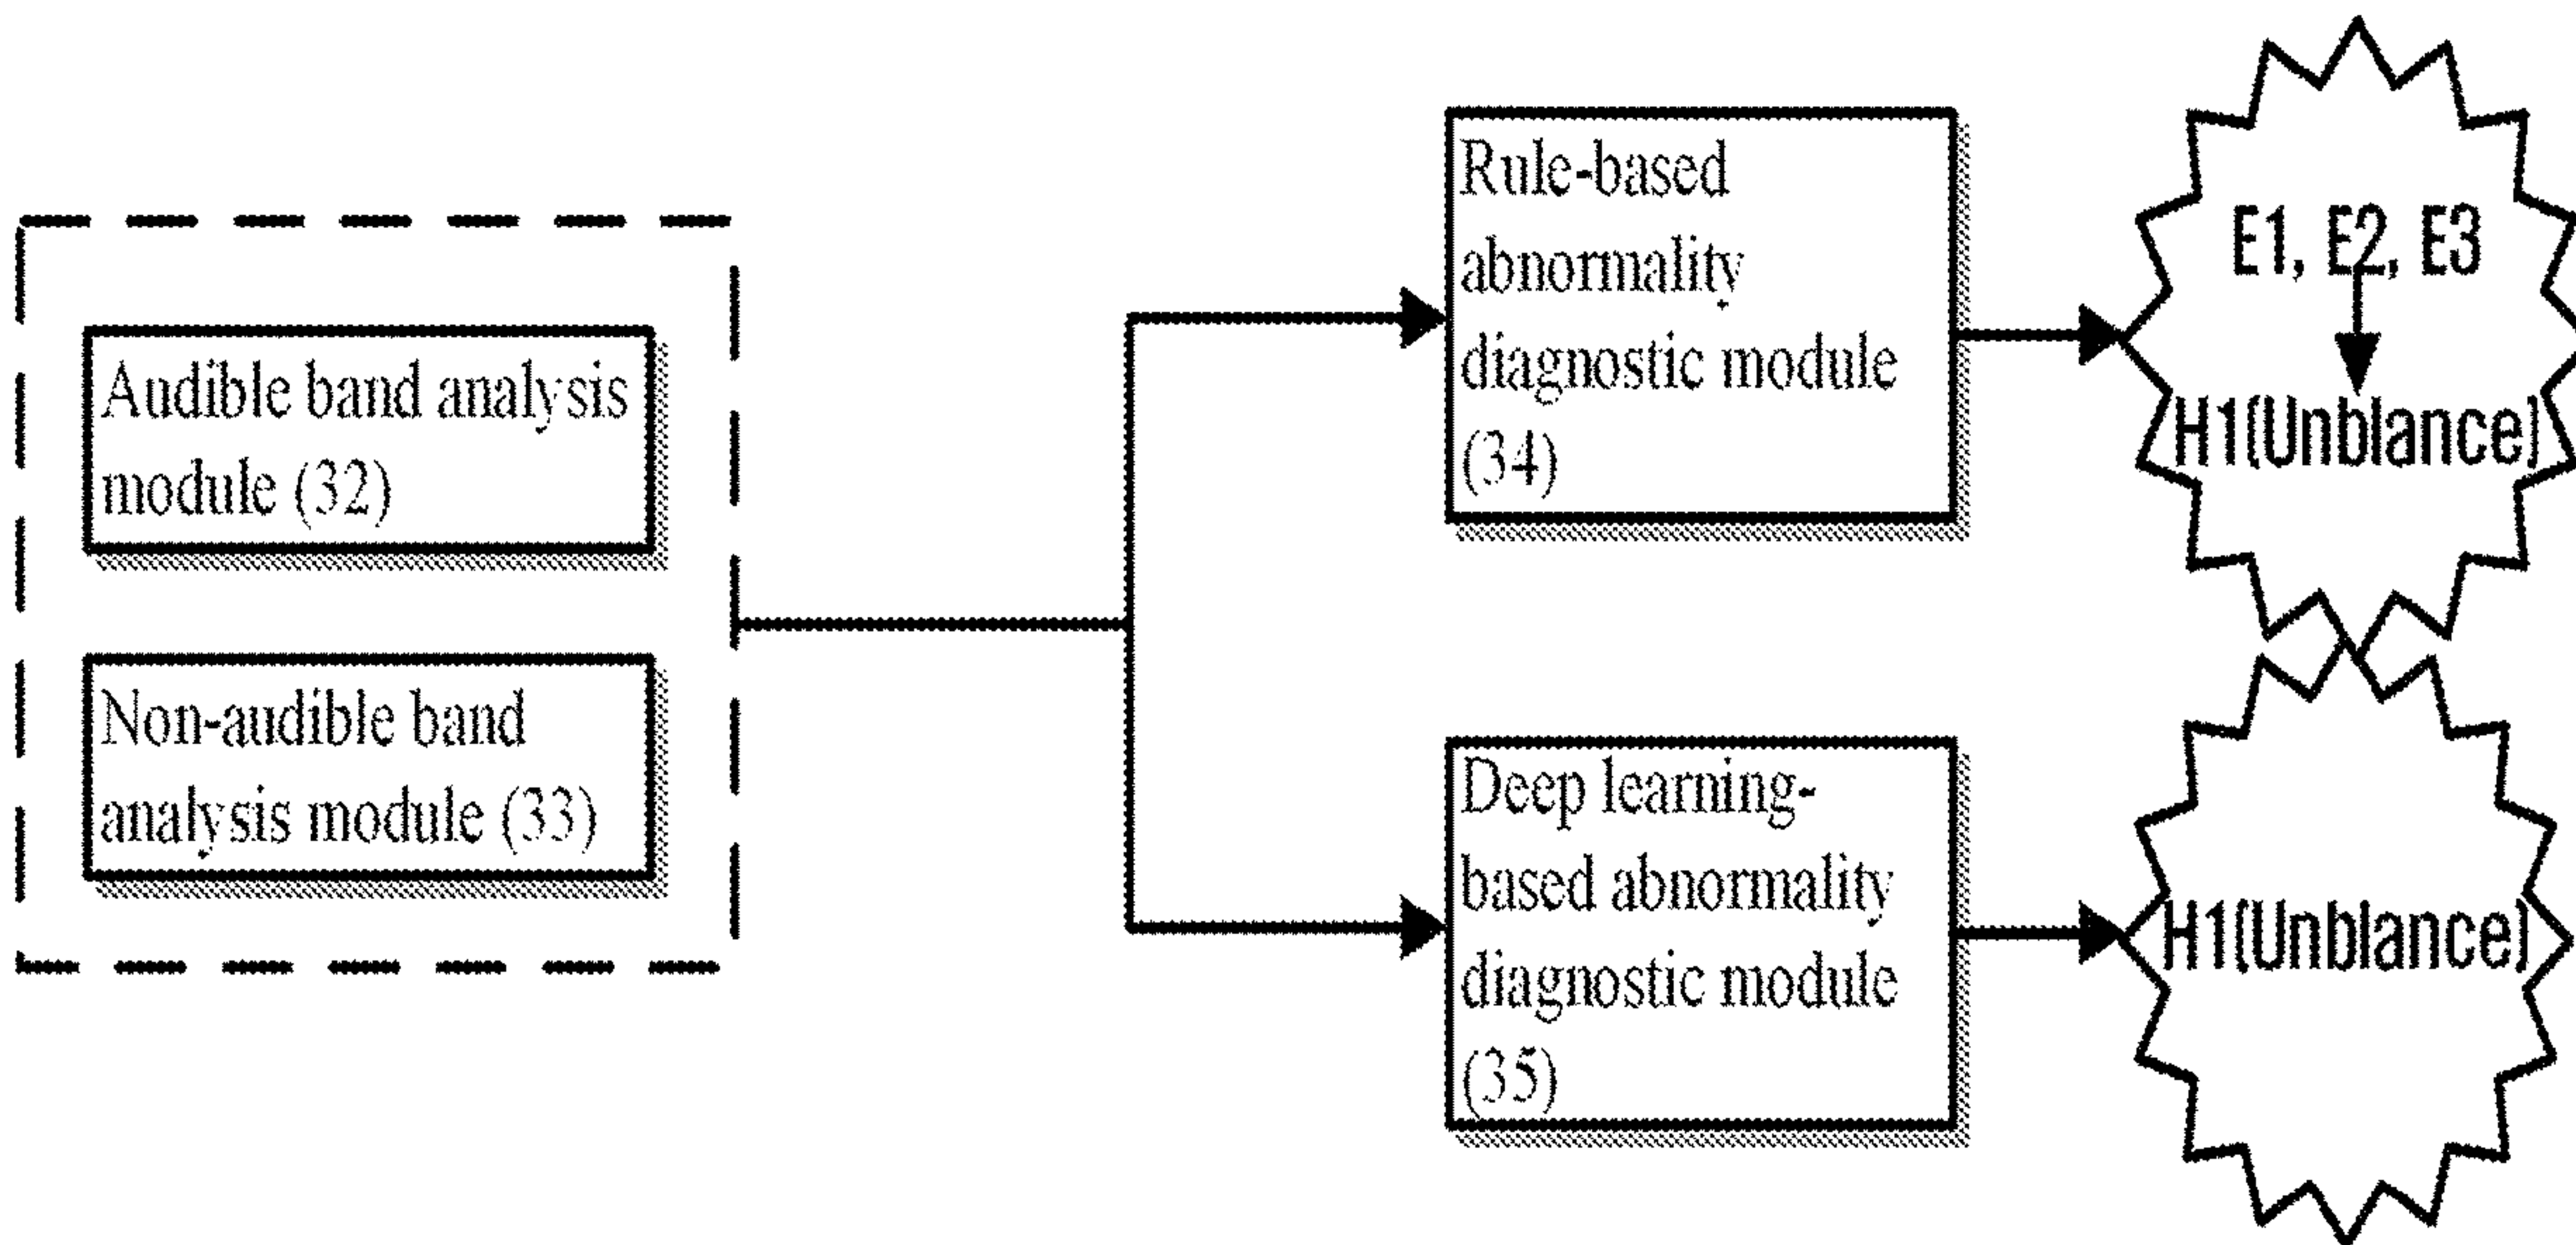 Audible band analysis
module (32)
Non-audible band
analysis module (33)
Rule-based
abnormality
diagnostic module
(34)
Deep learning-
based abnormality
diagnostic module
(35)
E1, E2, E3
H1(Unblance)
H1(Unblance)